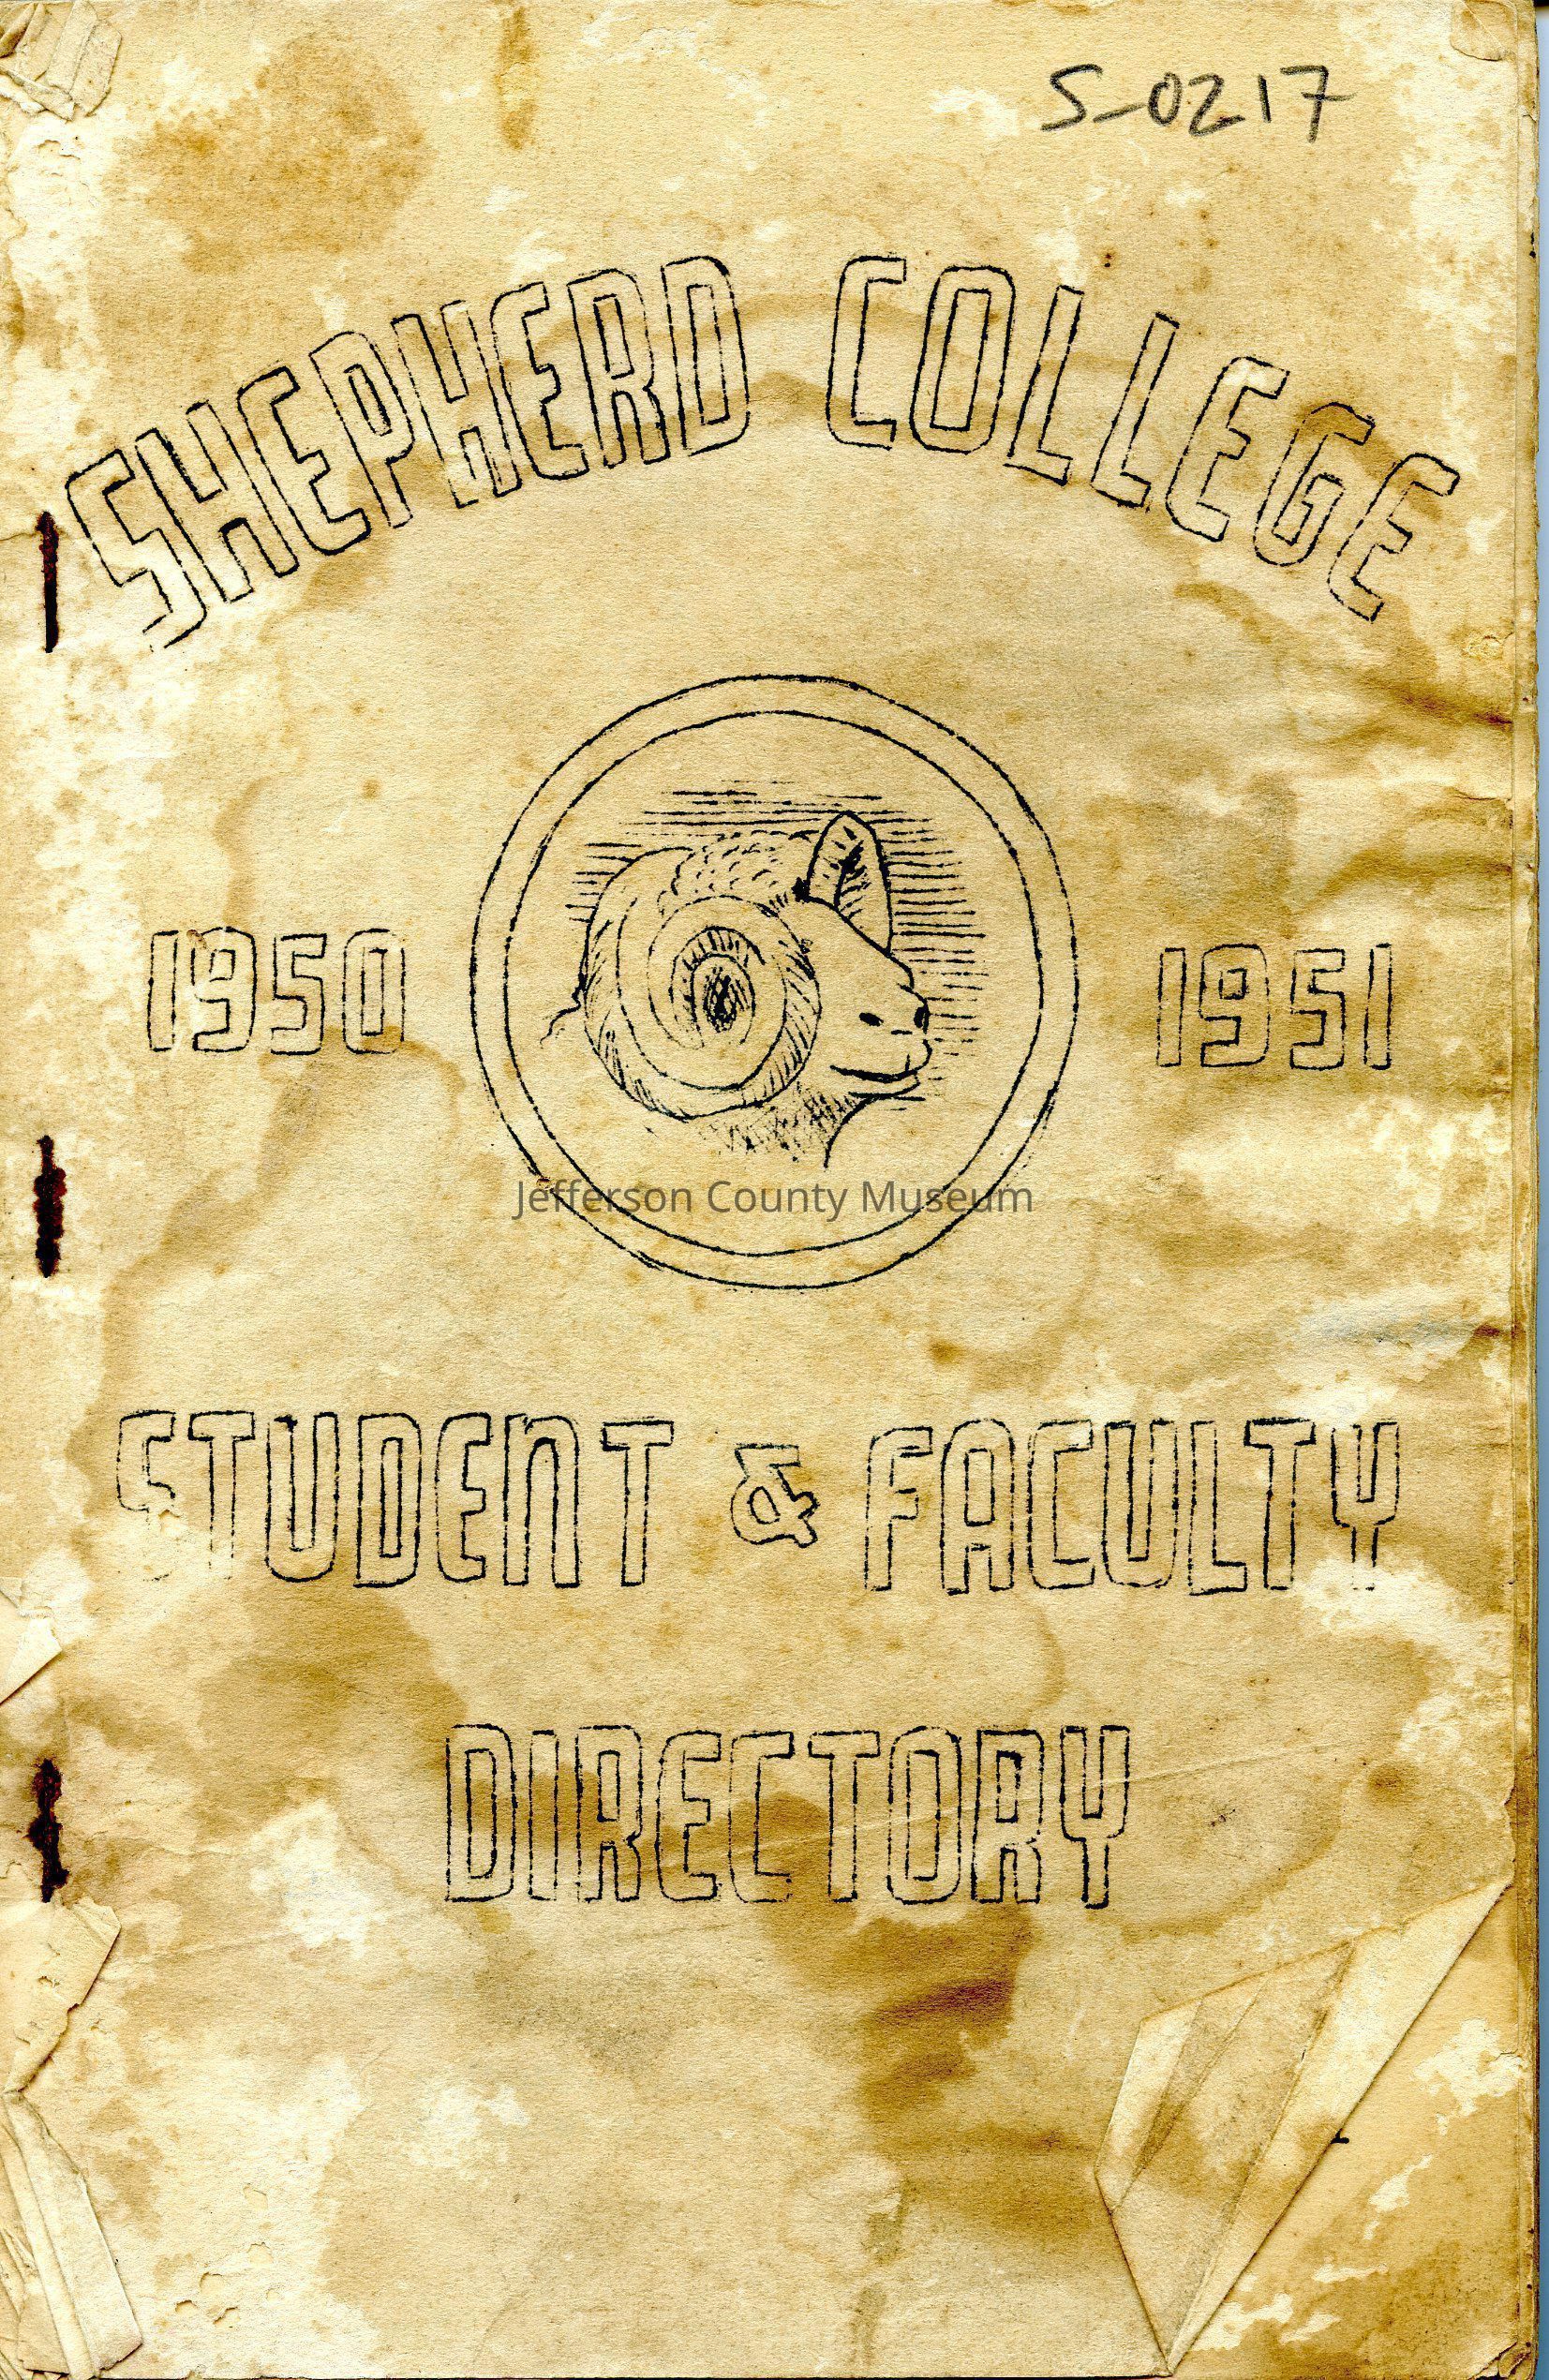 S-0217
SHEPHERD COLLEGE
1950 1951
Jefferson County Museum
STUDENT & FACULTY
DIRECTORY